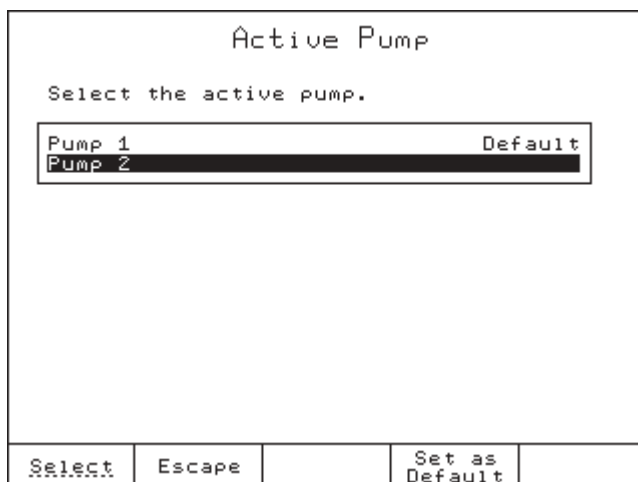 Active Pump
Select the active pump.
Pump 1 Default
Pump 2
Select Escape Set as Default